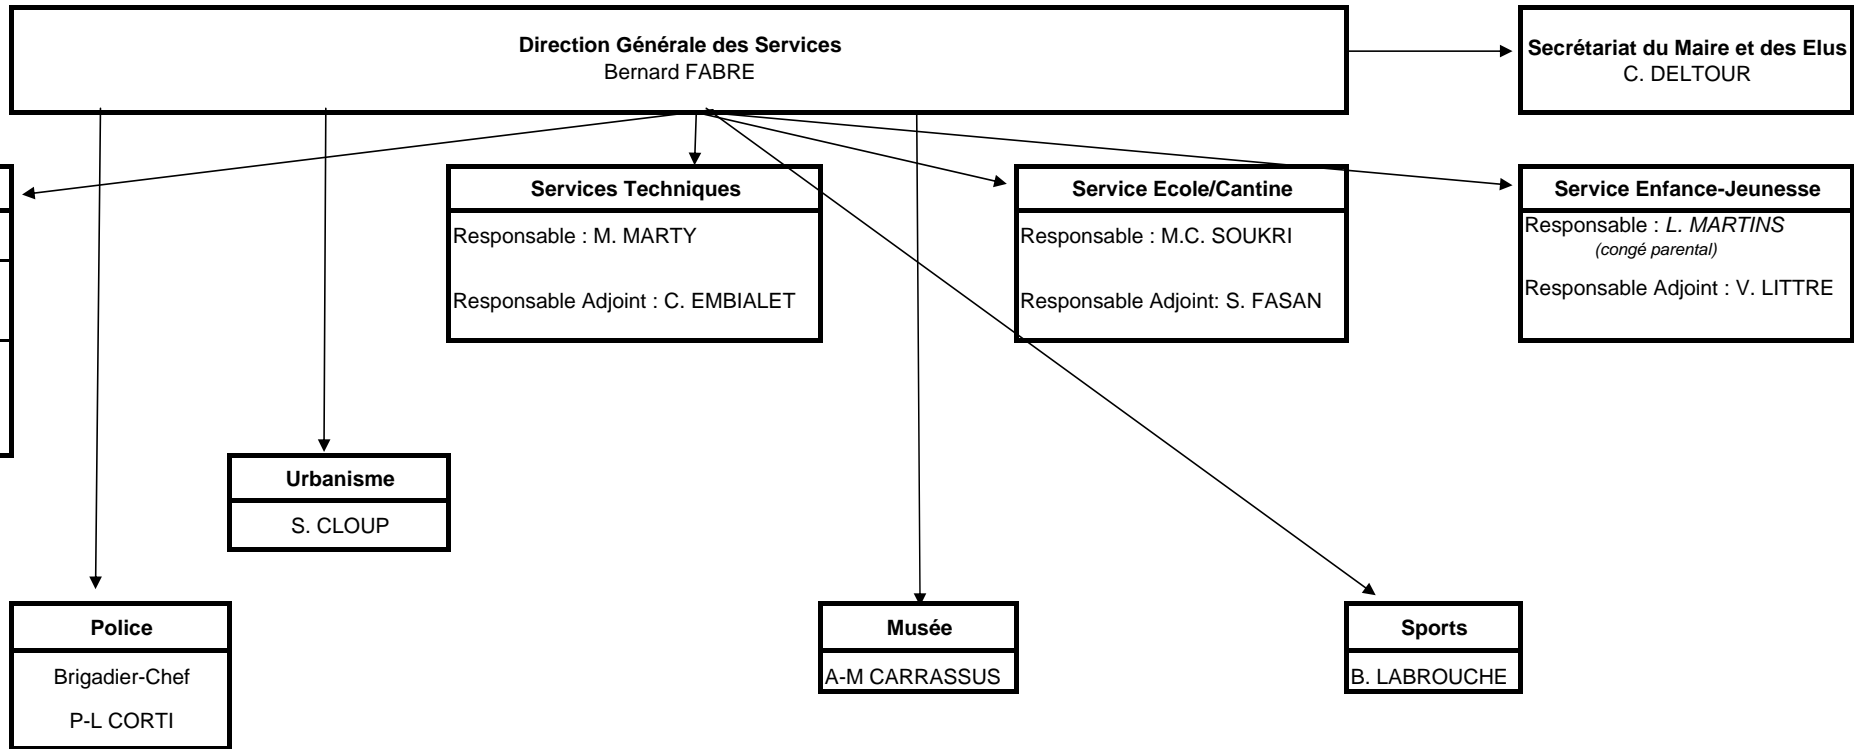 Direction Générale des Services
Bernard FABRE
Secrétariat du Maire et des Elus
C. DELTOUR
Services Techniques
Responsable : M. MARTY
Responsable Adjoint : C. EMBIALET
Service Ecole/Cantine
Responsable : M.C. SOUKRI
Responsable Adjoint: S. FASAN
Service Enfance-Jeunesse
Responsable : L. MARTINS
(congé parental)
Responsable Adjoint : V. LITTRE
Urbanisme
S. CLOUP
Police
Brigadier-Chef
P-L CORTI
Musée
A-M CARRASSUS
Sports
B. LABROUCHE